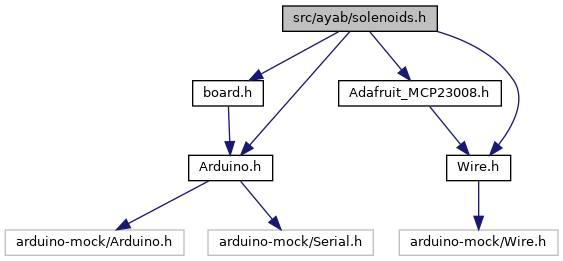 src/ayab/solenoids.h
board.h
Adafruit_MCP23008.h
Arduino.h
Wire.h
arduino-mock/Arduino.h
arduino-mock/Serial.h
arduino-mock/Wire.h